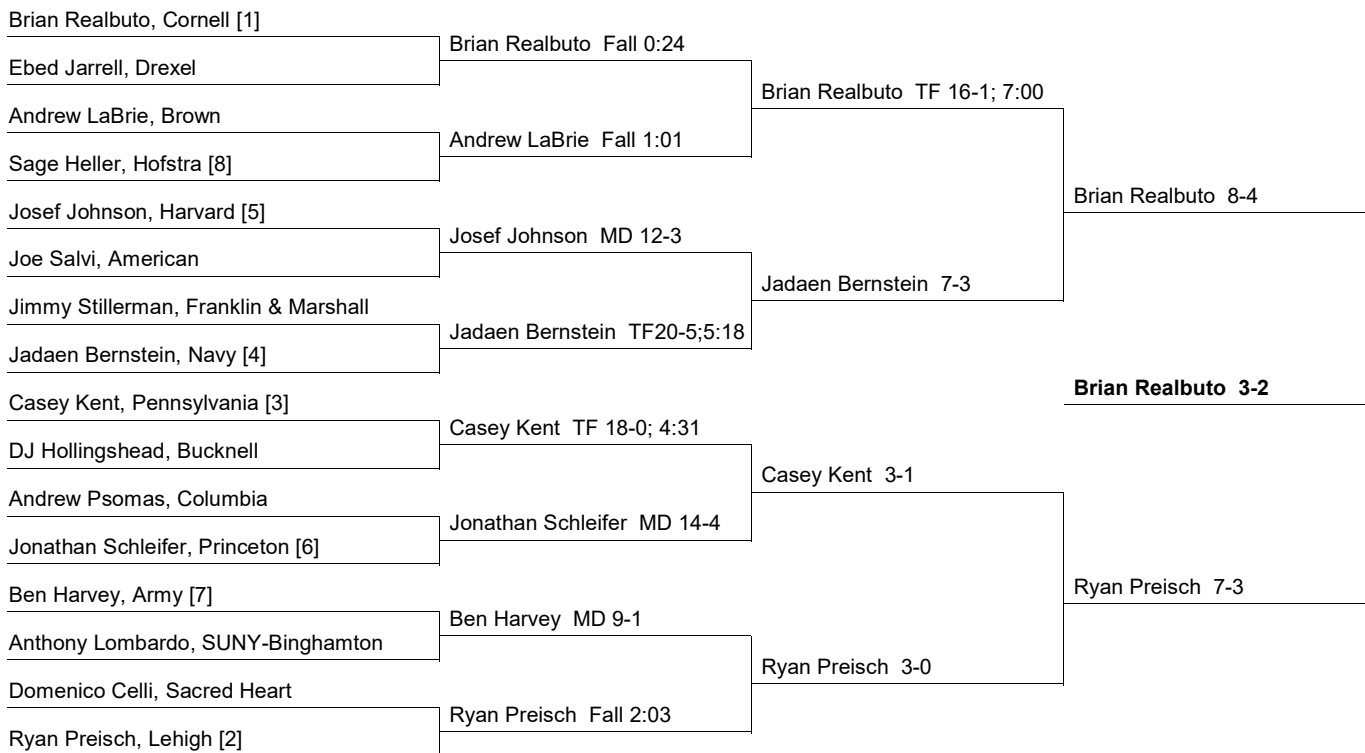 Brian Realbuto, Cornell [1]
Brian Realbuto Fall 0:24
Ebed Jarrell, Drexel
Brian Realbuto TF 16-1; 7:00
Andrew LaBrie, Brown
Andrew LaBrie Fall 1:01
Sage Heller, Hofstra [8]
Brian Realbuto 8-4
Josef Johnson, Harvard [5]
Josef Johnson MD 12-3
Joe Salvi, American
Jadaen Bernstein 7-3
Jimmy Stillerman, Franklin & Marshall
Jadaen Bernstein TF20-5;5:18
Jadaen Bernstein, Navy [4]
Brian Realbuto 3-2
Casey Kent, Pennsylvania [3]
Casey Kent TF 18-0; 4:31
DJ Hollingshead, Bucknell
Casey Kent 3-1
Andrew Psomas, Columbia
Jonathan Schleifer MD 14-4
Jonathan Schleifer, Princeton [6]
Ryan Preisch 7-3
Ben Harvey, Army [7]
Ben Harvey MD 9-1
Anthony Lombardo, SUNY-Binghamton
Ryan Preisch 3-0
Domenico Celli, Sacred Heart
Ryan Preisch Fall 2:03
Ryan Preisch, Lehigh [2]